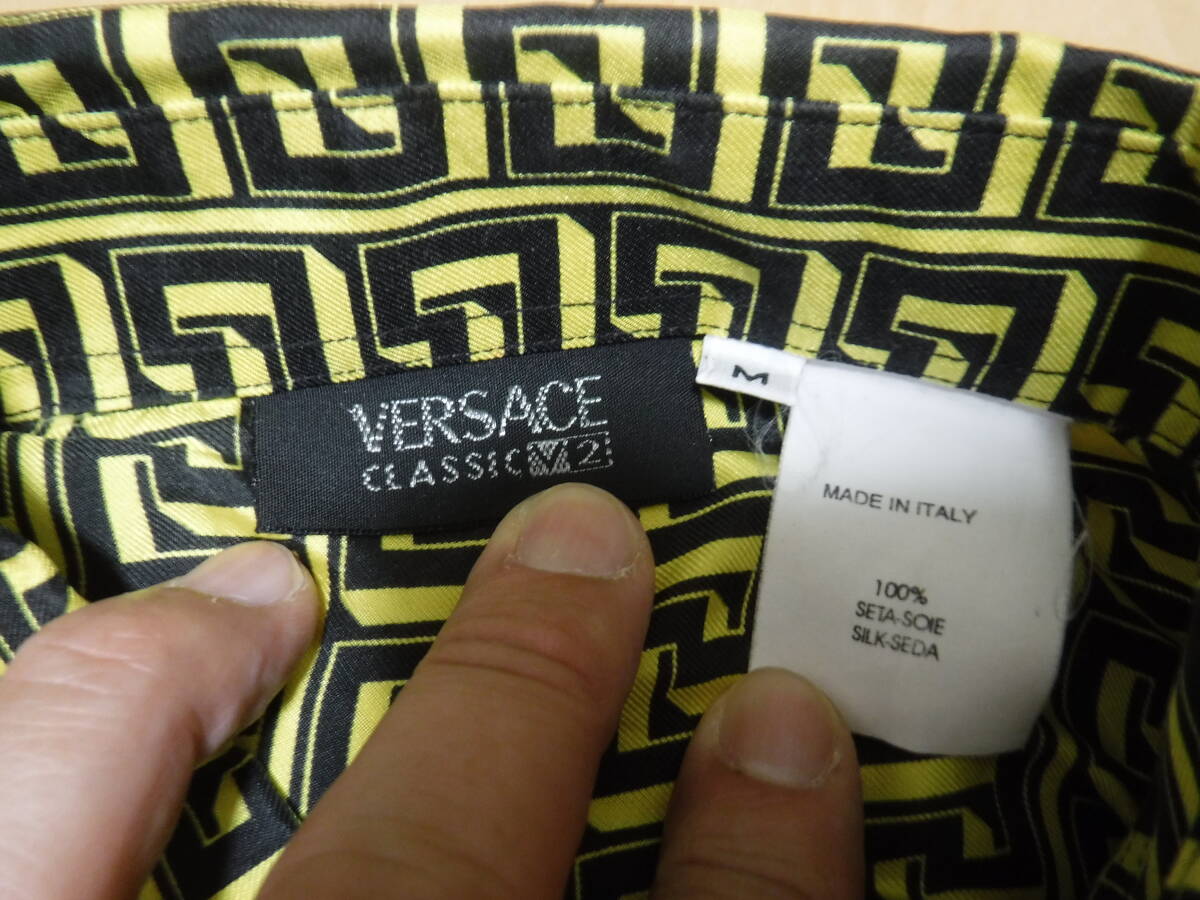 VERSACE
CLASSIC V2
M
MADE IN ITALY
100%
SETA-SOIE
SILK-SEDA